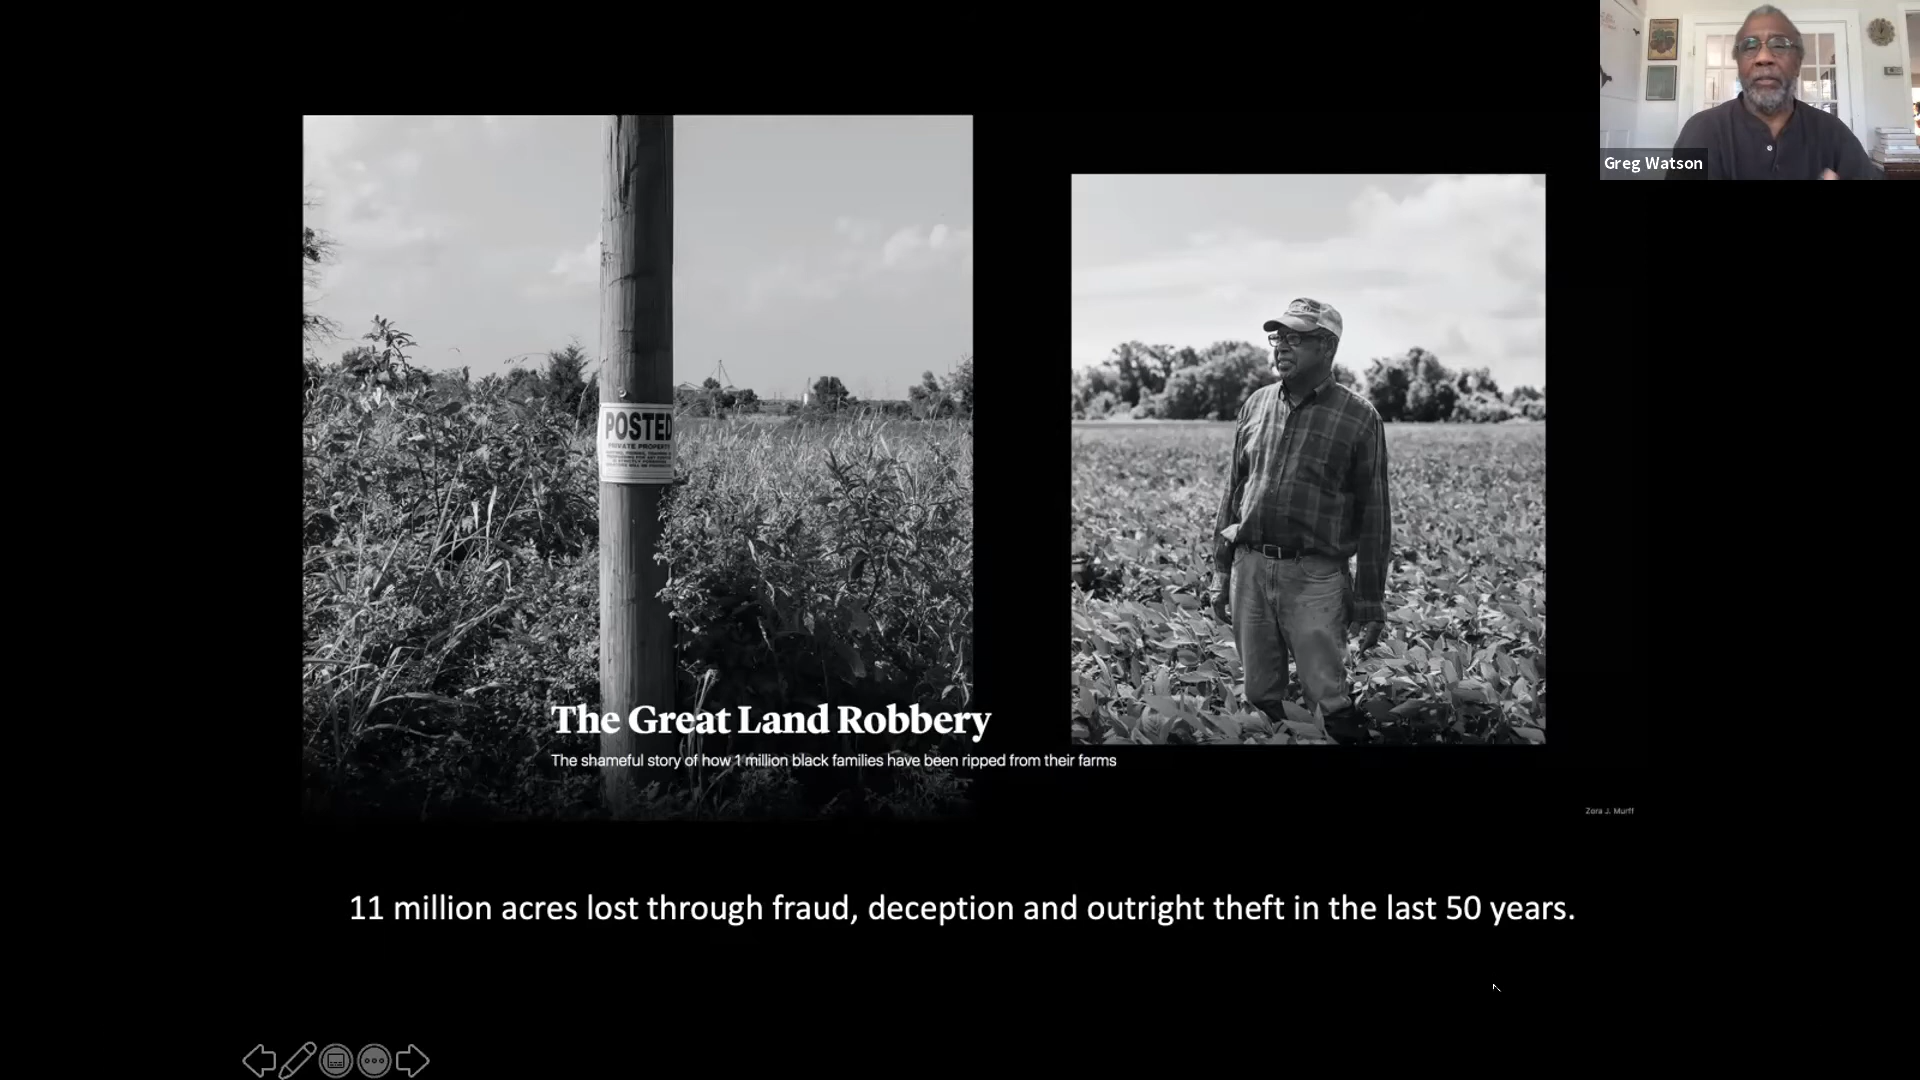 Greg Watson
POSTED
PRIVATE PROPERTY
The Great Land Robbery
The shameful story of how 1 million black families have been ripped from their farms
Zora J. Murff
11 million acres lost through fraud, deception and outright theft in the last 50 years.